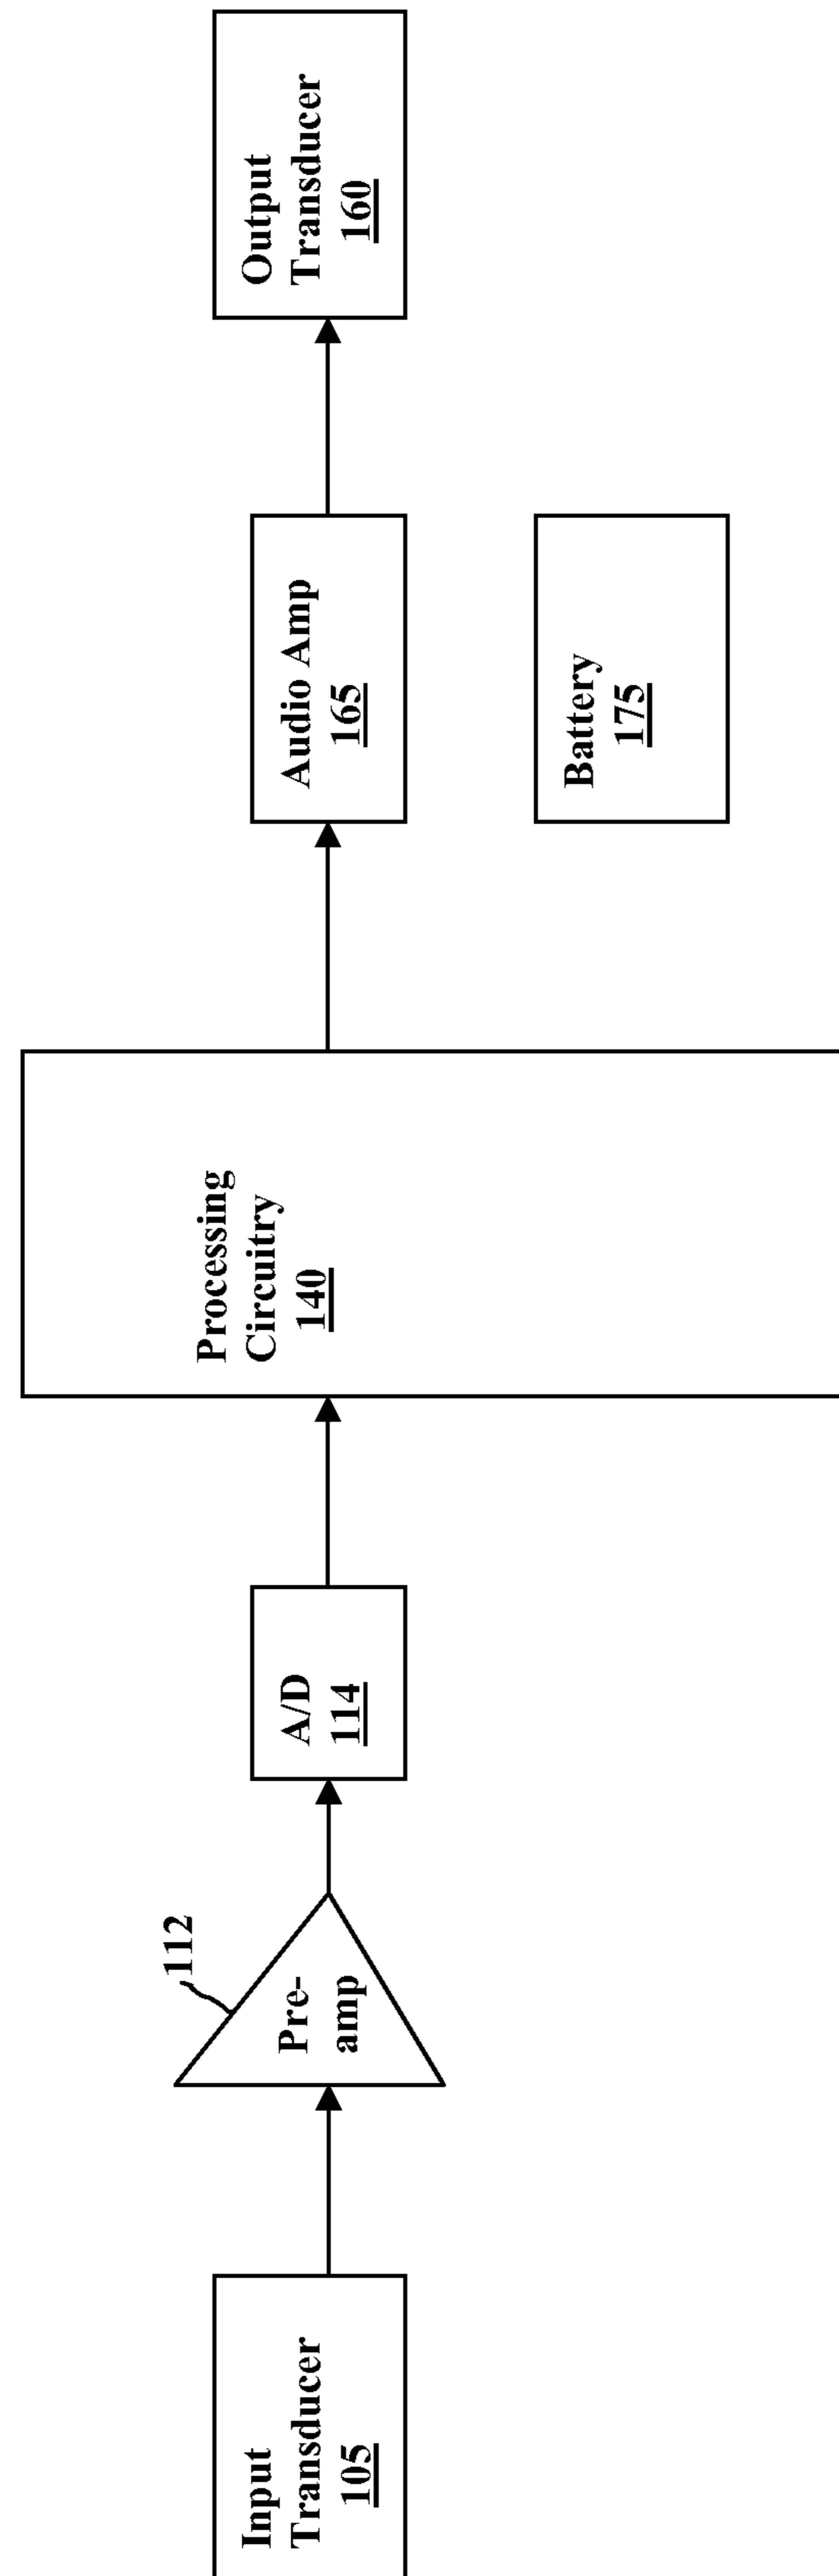 Input
Transducer
105
112
Pre-
amp
A/D
114
Processing
Circuitry
140
Audio Amp
165
Battery
175
Output
Transducer
160